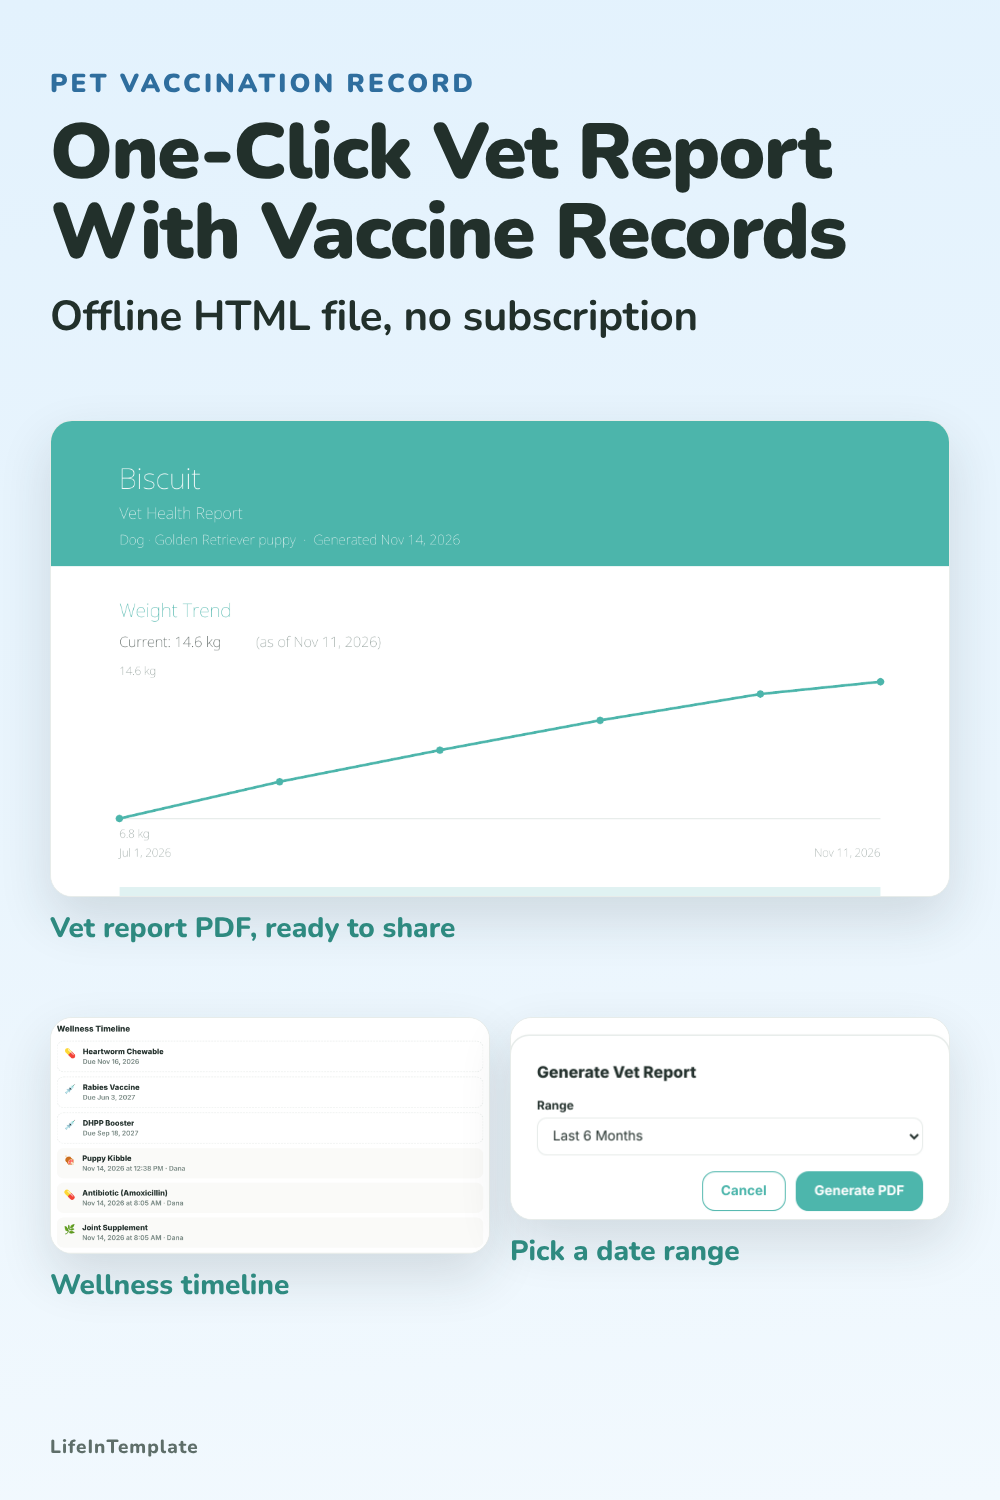 PET VACCINATION RECORD
One-Click Vet Report
With Vaccine Records
Offline HTML file, no subscription
Biscuit
Vet Health Report
Dog · Golden Retriever puppy · Generated Nov 14, 2026
Weight Trend
Current: 14.6 kg (as of Nov 11, 2026)
14.6 kg
6.8 kg
Jul 1, 2026 Nov 11, 2026
Vet report PDF, ready to share
Wellness Timeline
Heartworm Chewable
Due Nov 16, 2026
Rabies Vaccine
Due Jun 3, 2027
DHPP Booster
Due Sep 18, 2027
Puppy Kibble
Nov 14, 2026 at 12:38 PM · Dana
Antibiotic (Amoxicillin)
Nov 14, 2026 at 8:05 AM · Dana
Joint Supplement
Nov 14, 2026 at 8:05 AM · Dana
Wellness timeline
Generate Vet Report
Range
Last 6 Months
Cancel Generate PDF
Pick a date range
LifeInTemplate